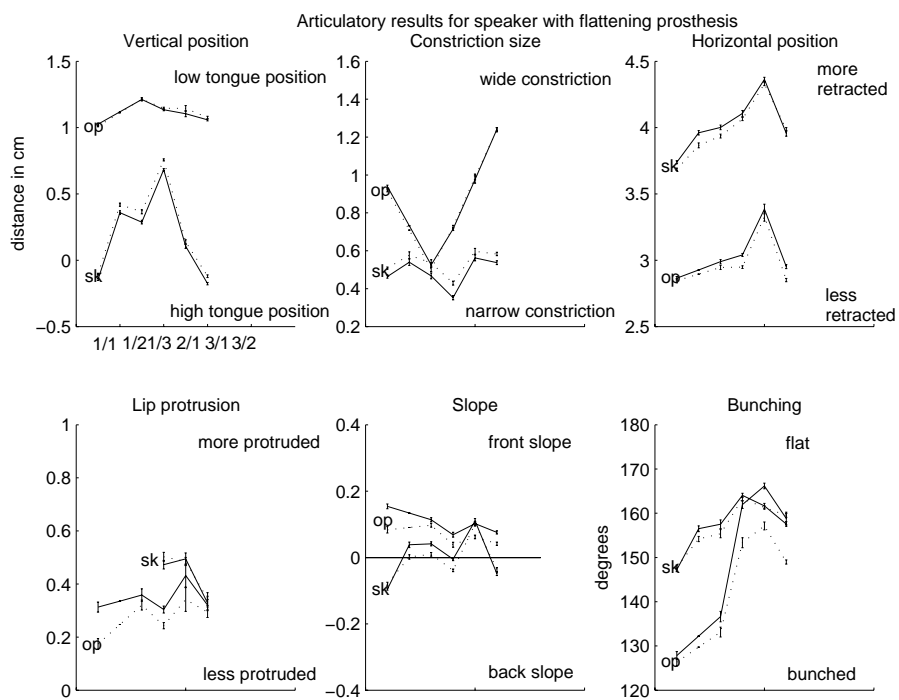 Articulatory results for speaker with flattening prosthesis
Vertical position
Constriction size
Horizontal position
1.5
1
0.5
0
−0.5
distance in cm
low tongue position
op
sk
high tongue position
1/1 1/2 1/3 2/1 3/1 3/2
1.6
1.4
1.2
1
0.8
0.6
0.4
0.2
wide constriction
op
sk
narrow constriction
4.5
4
3.5
3
2.5
more
retracted
sk
op
less
retracted
Lip protrusion
Slope
Bunching
1
0.8
0.6
0.4
0.2
0
more protruded
sk
op
less protruded
0.4
0.2
0
−0.2
−0.4
front slope
op
sk
back slope
180
170
160
150
140
130
120
degrees
flat
sk
op
bunched